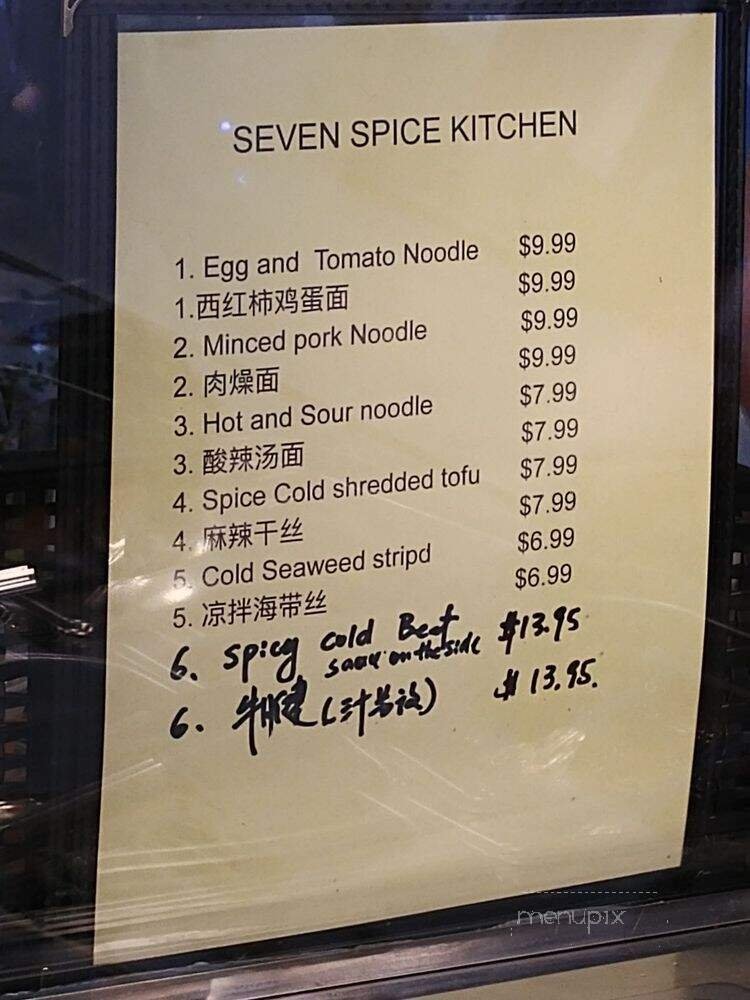 SEVEN SPICE KITCHEN
1. Egg and Tomato Noodle $9.99
1.西红柿鸡蛋面 $9.99
2. Minced pork Noodle $9.99
2. 肉燥面 $9.99
3. Hot and Sour noodle $7.99
3. 酸辣汤面 $7.99
4. Spice Cold shredded tofu $7.99
4. 麻辣干丝 $7.99
5. Cold Seaweed stripd $6.99
5. 凉拌海带丝 $6.99
6. spicy cold Beef $13.95
on the side
6. 牛腱 $13.95.
menupix